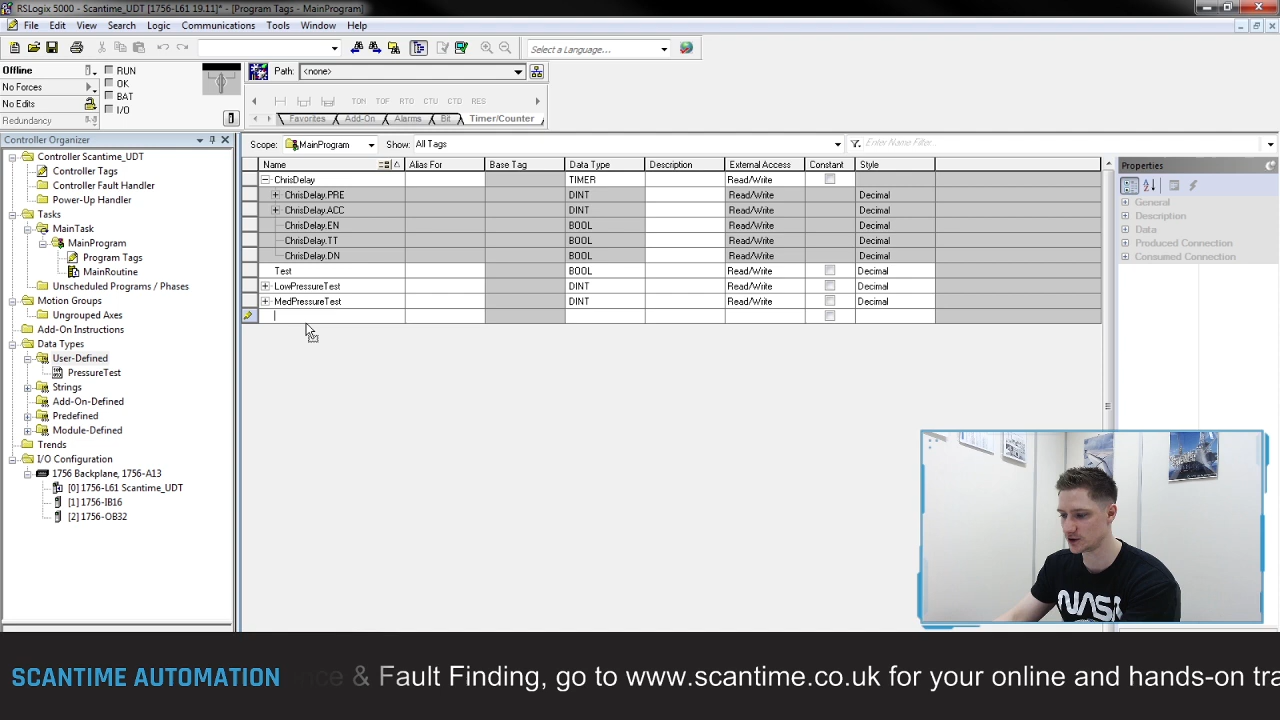 RSLogix 5000 - Scantime_UDT [1756-L61 19.11]* - [Program Tags - MainProgram]
File Edit View Search Logic Communications Tools Window Help
Select a Language...
Offline RUN Path: <none>
No Forces OK
No Edits BAT TON TOF RTO CTU CTD RES
Redundancy I/O Favorites Add-On Alarms Bit Timer/Counter
Controller Organizer
Scope: MainProgram Show: All Tags Enter Name Filter...
Name Alias For Base Tag Data Type Description External Access Constant Style
ChrisDelay TIMER Read/Write
ChrisDelay.PRE DINT Read/Write Decimal
ChrisDelay.ACC DINT Read/Write Decimal
ChrisDelay.EN BOOL Read/Write Decimal
ChrisDelay.TT BOOL Read/Write Decimal
ChrisDelay.DN BOOL Read/Write Decimal
Test BOOL Read/Write Decimal
LowPressureTest DINT Read/Write Decimal
MedPressureTest DINT Read/Write Decimal
Controller Scantime_UDT
Controller Tags
Controller Fault Handler
Power-Up Handler
Tasks
MainTask
MainProgram
Program Tags
MainRoutine
Unscheduled Programs / Phases
Motion Groups
Ungrouped Axes
Add-On Instructions
Data Types
User-Defined
PressureTest
Strings
Add-On-Defined
Predefined
Module-Defined
Trends
I/O Configuration
1756 Backplane, 1756-A13
[0] 1756-L61 Scantime_UDT
[1] 1756-IB16
[2] 1756-OB32
Properties
General
Description
Data
Produced Connection
Consumed Connection
NASA
SCANTIME AUTOMATION
& Fault Finding, go to www.scantime.co.uk for your online and hands-on